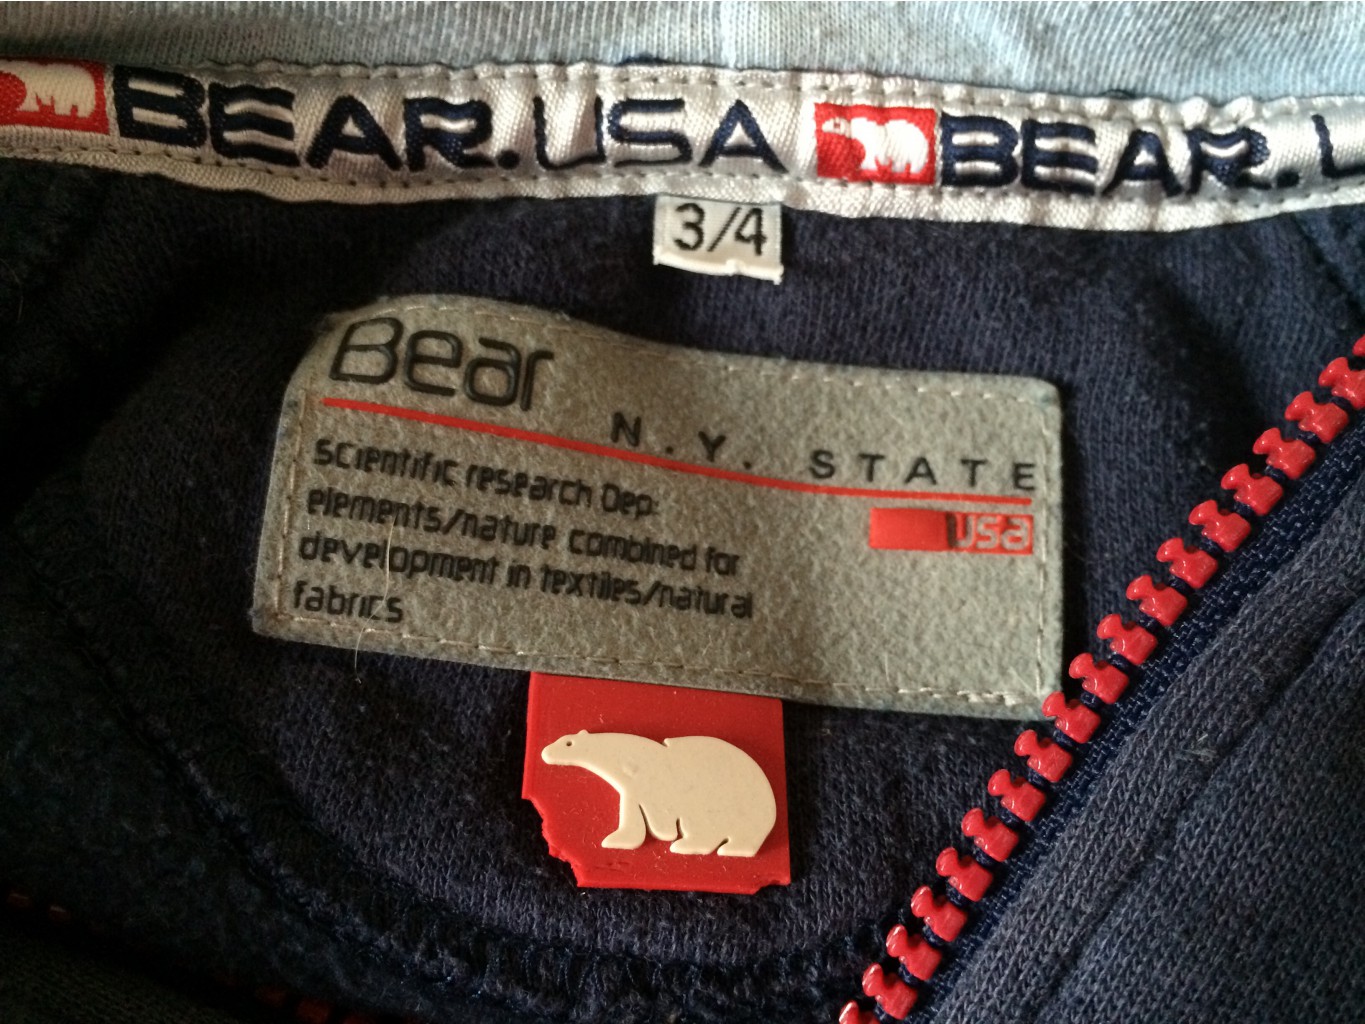 BEAR.USA BEAR.U
3/4
Bear
N.Y. STATE
usa
scientific research Dep:
elements/nature combined for
development in textiles/natural
fabrics